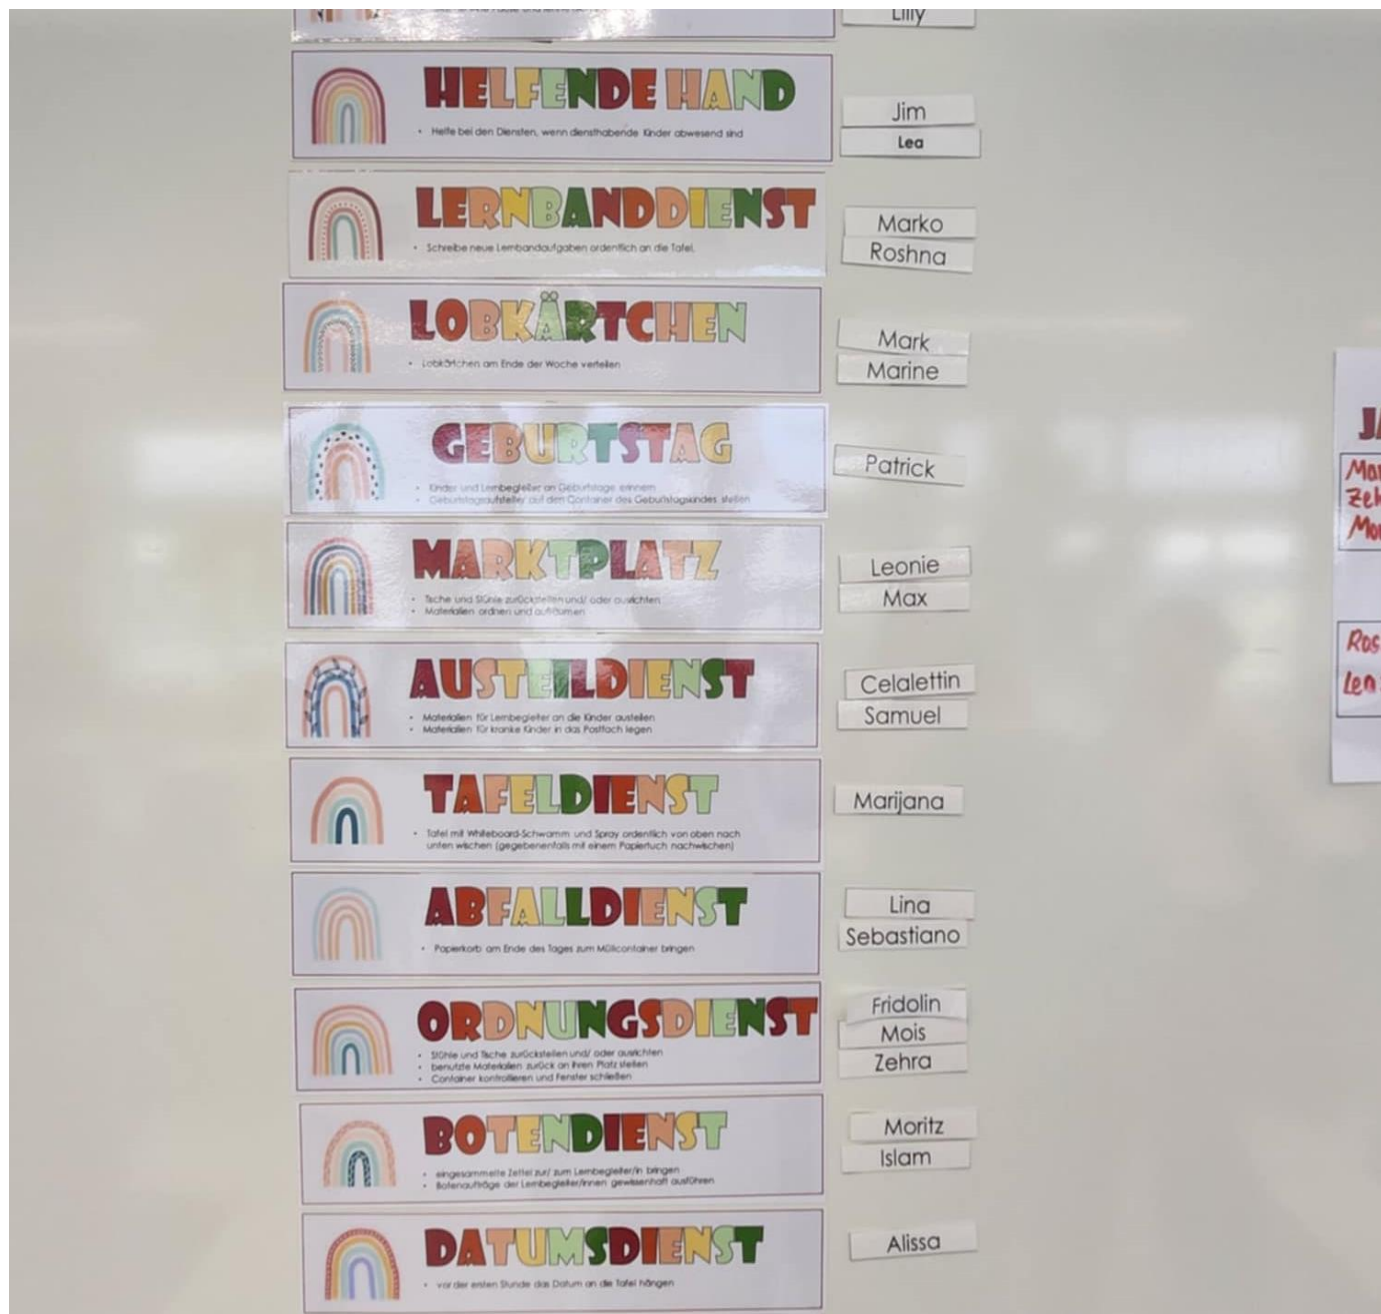 Lilly
HELFENDE HAND
• Helfe bei den Diensten, wenn diensthabende Kinder abwesend sind
Jim
Lea
LERNBANDDIENST
• Schreibe neue Lernbandaufgaben ordentlich an die Tafel.
Marko
Roshna
LOBKÄRTCHEN
• Lobkärtchen am Ende der Woche verteilen
Mark
Marine
GEBURTSTAG
• Kinder und Lernbegleiter an Geburtstage erinnern
• Geburtstagsaufsteller auf den Container des Geburtstagskindes stellen
Patrick
MARKTPLATZ
• Tische und Stühle zurückstellen und/ oder ausrichten
• Materialien ordnen und aufräumen
Leonie
Max
AUSTEILDIENST
• Materialien für Lernbegleiter an die Kinder austeilen
• Materialien für kranke Kinder in das Postfach legen
Celalettin
Samuel
TAFELDIENST
• Tafel mit Whiteboard-Schwamm und Spray ordentlich von oben nach
unten wischen (gegebenenfalls mit einem Papiertuch nachwischen)
Marijana
ABFALLDIENST
• Papierkorb am Ende des Tages zum Müllcontainer bringen
Lina
Sebastiano
ORDNUNGSDIENST
• Stühle und Tische zurückstellen und/ oder ausrichten
• benutzte Materialien zurück an ihren Platz stellen
• Container kontrollieren und Fenster schließen
Fridolin
Mois
Zehra
BOTENDIENST
• eingesammelte Zettel zur/ zum Lernbegleiter/in bringen
• Botenaufträge der Lernbegleiter/innen gewissenhaft ausführen
Moritz
Islam
DATUMSDIENST
• vor der ersten Stunde das Datum an die Tafel hängen
Alissa
JA
Mar
Zeh
Mor
Ros
Lea